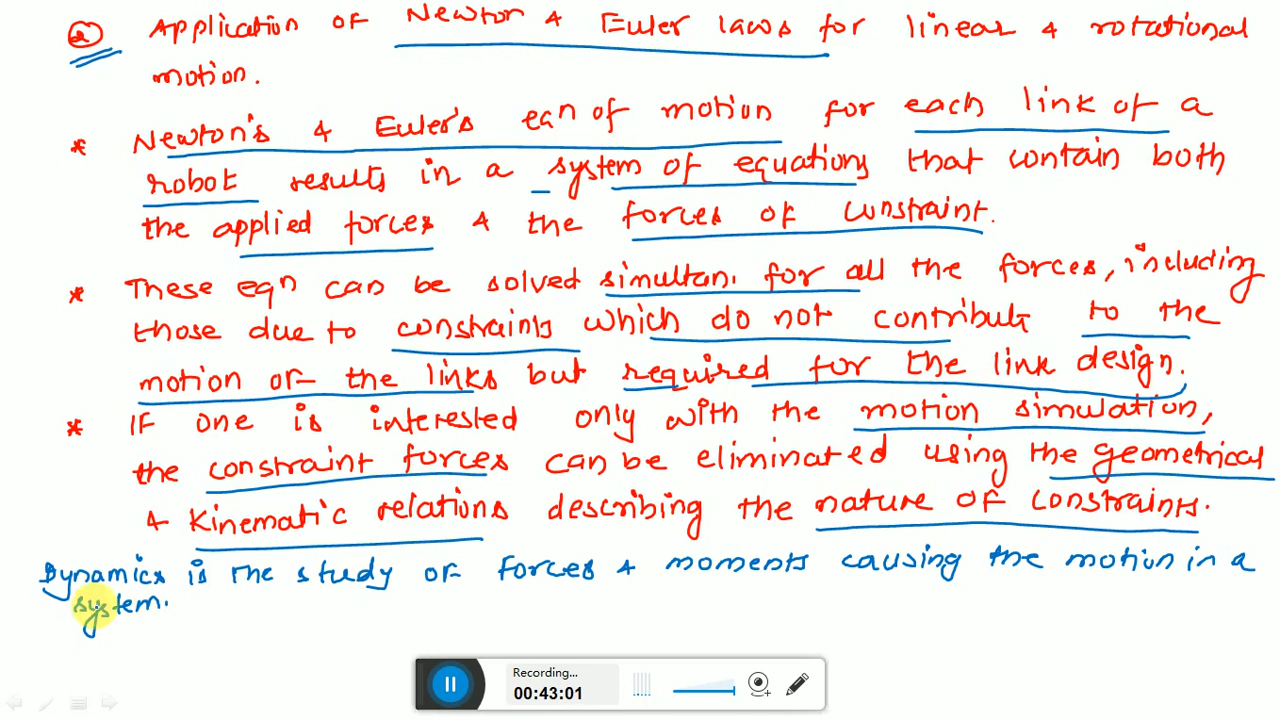 ② Application of Newton & Euler laws for linear & rotational
motion.
* Newton's & Euler's eqn of motion for each link of a
robot results in a system of equations that contain both
the applied forces & the forces of constraint.
* These eqn can be solved simultan. for all the forces, including
those due to constraints which do not contribute to the
motion of the links but required for the link design.
* If one is interested only with the motion simulation,
the constraint forces can be eliminated using the geometrical
& Kinematic relations describing the nature of constraints.
Dynamics is the study of forces & moments causing the motion in a
system.
Recording...
00:43:01